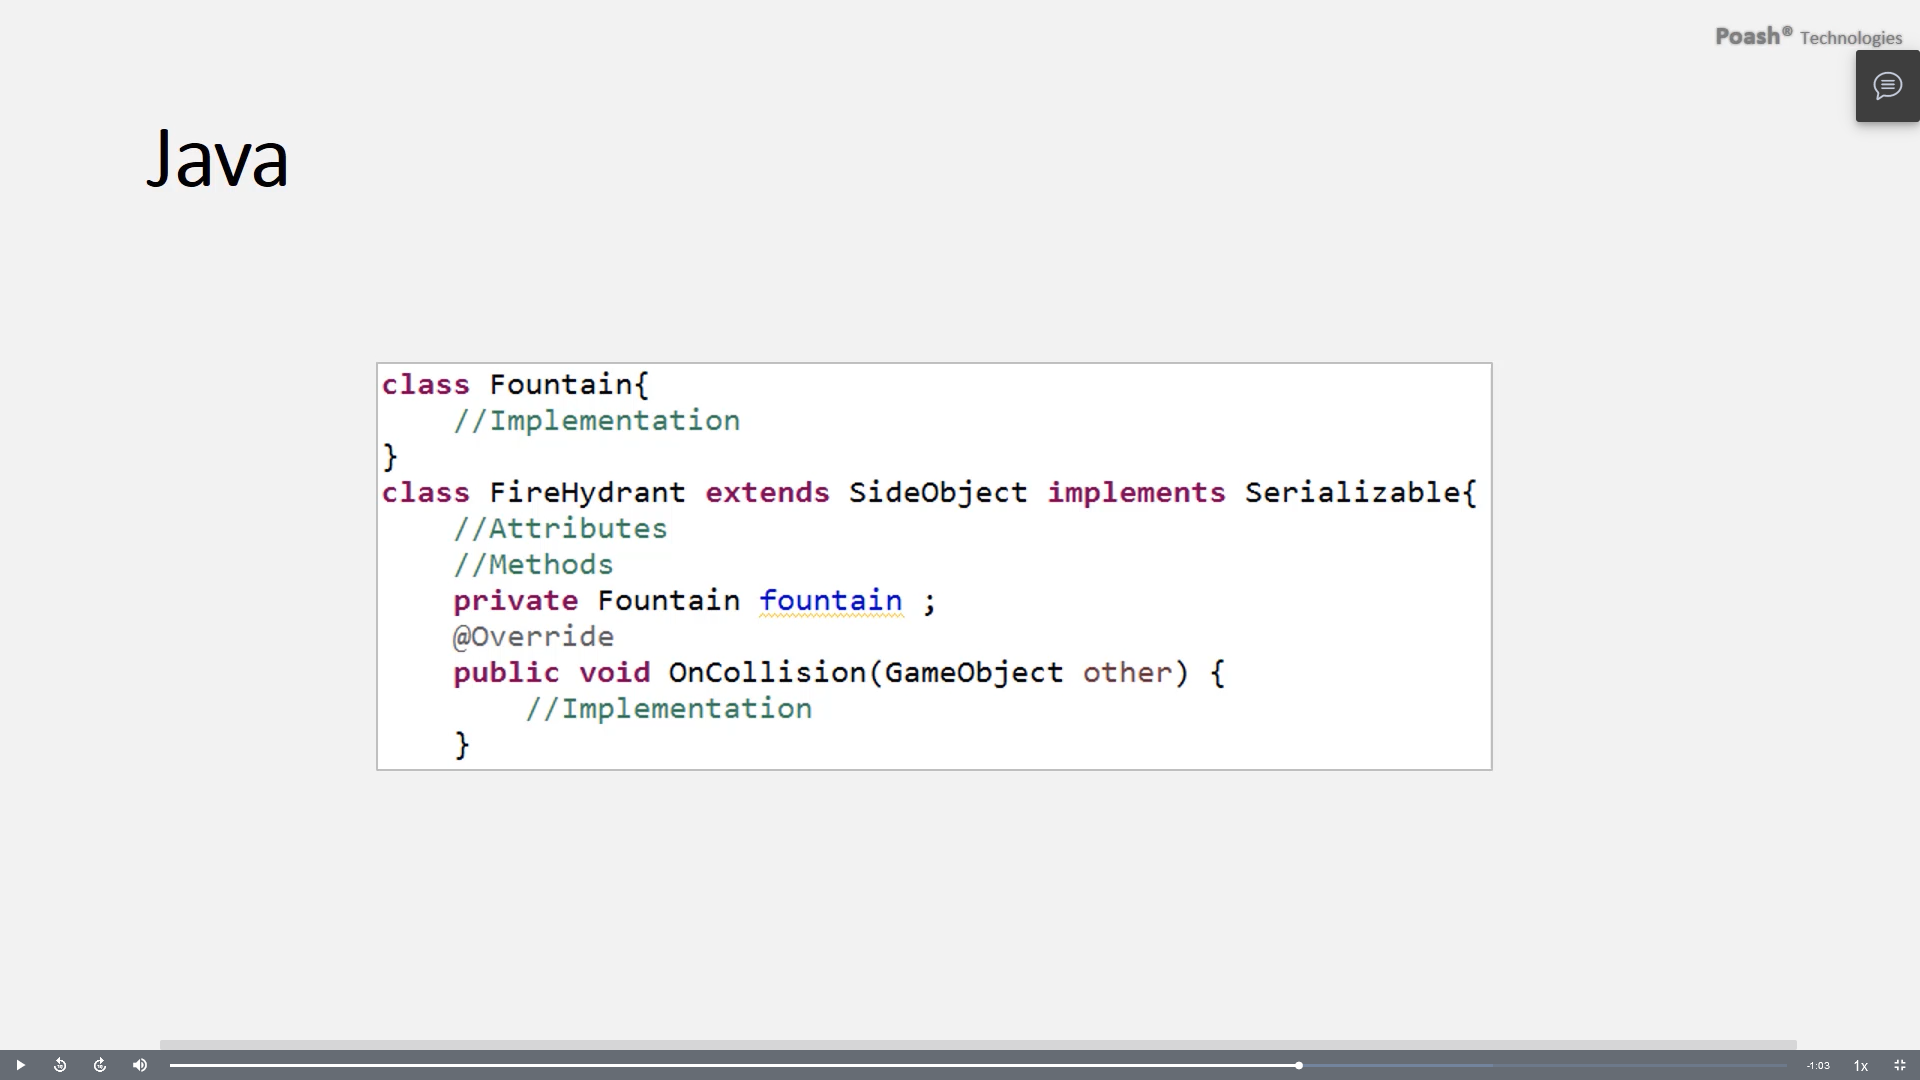 Poash® Technologies
Java
class Fountain{
    //Implementation
}
class FireHydrant extends SideObject implements Serializable{
    //Attributes
    //Methods
    private Fountain fountain ;
    @Override
    public void OnCollision(GameObject other) {
        //Implementation
    }
-1:03 1x